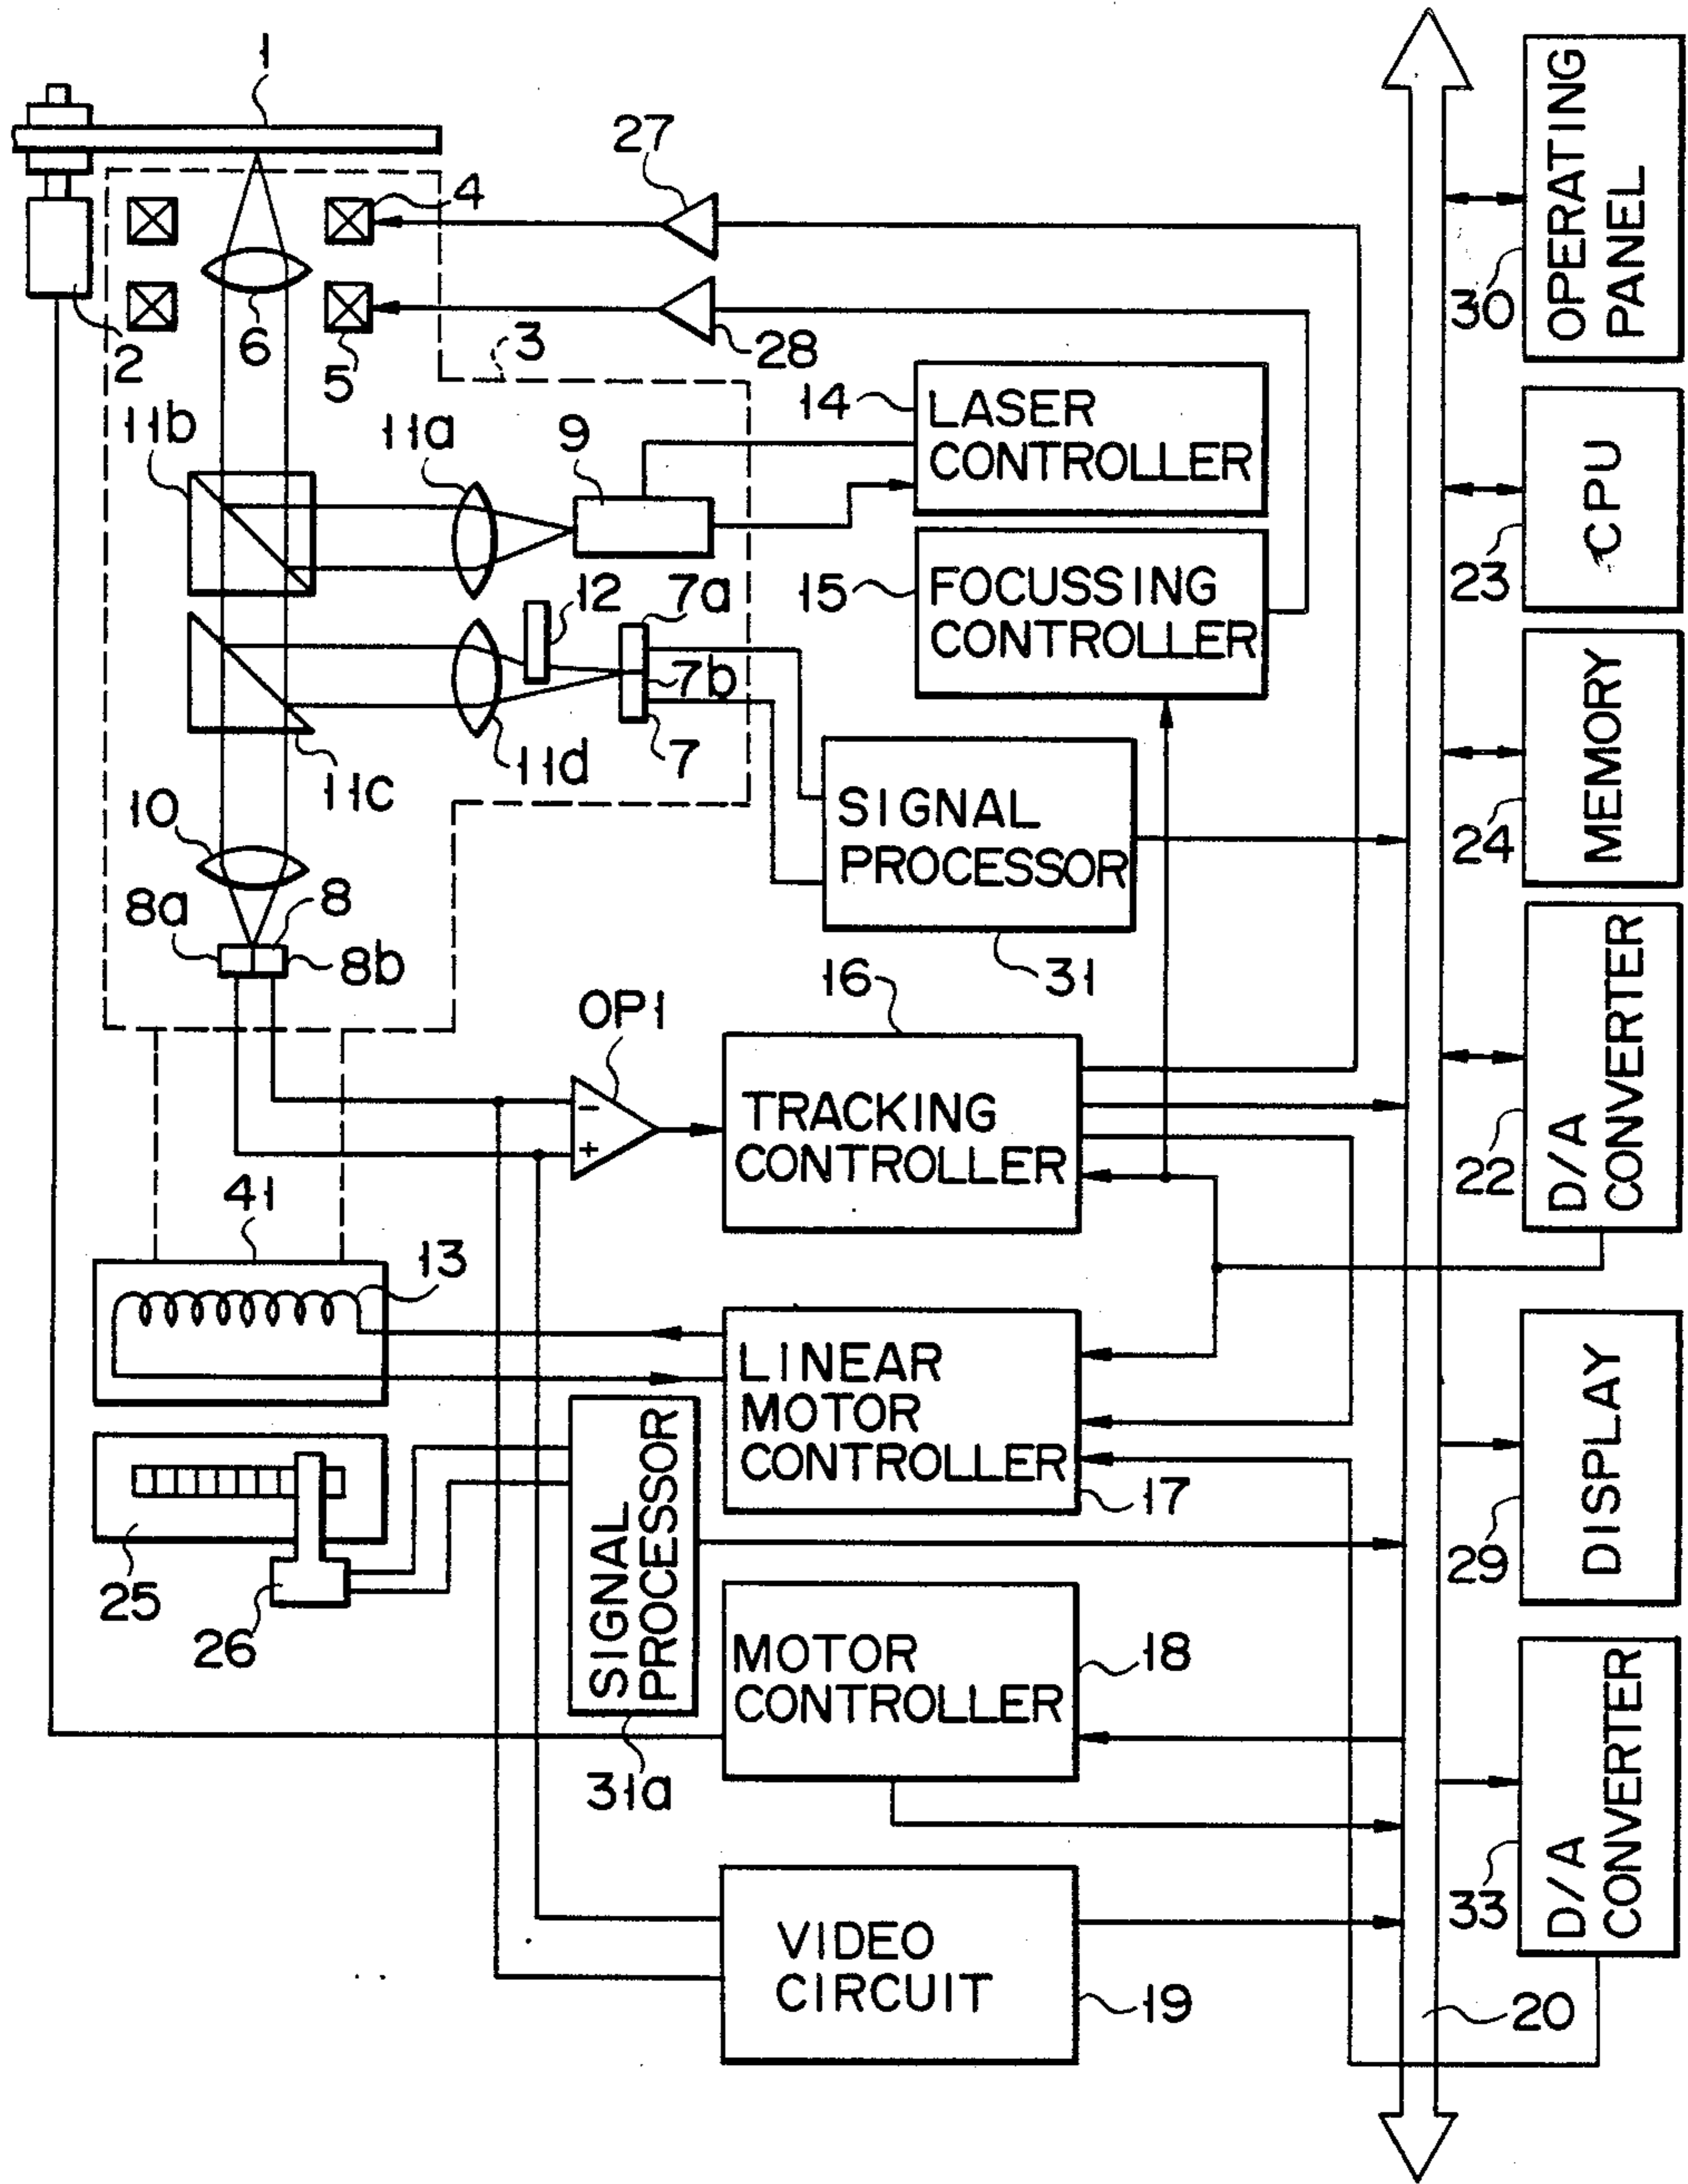 1
27
4
2
6
5
3
28
OPERATING
PANEL
30
11b
11a
9
14
LASER
CONTROLLER
CPU
23
12
7a
7b
7
15
FOCUSSING
CONTROLLER
11d
11c
10
MEMORY
24
SIGNAL
PROCESSOR
31
8a
8
8b
OP1
16
-
+
TRACKING
CONTROLLER
D/A
CONVERTER
22
41
13
LINEAR
MOTOR
CONTROLLER
17
DISPLAY
29
25
26
SIGNAL
PROCESSOR
31a
MOTOR
CONTROLLER
18
D/A
CONVERTER
33
VIDEO
CIRCUIT
19
20